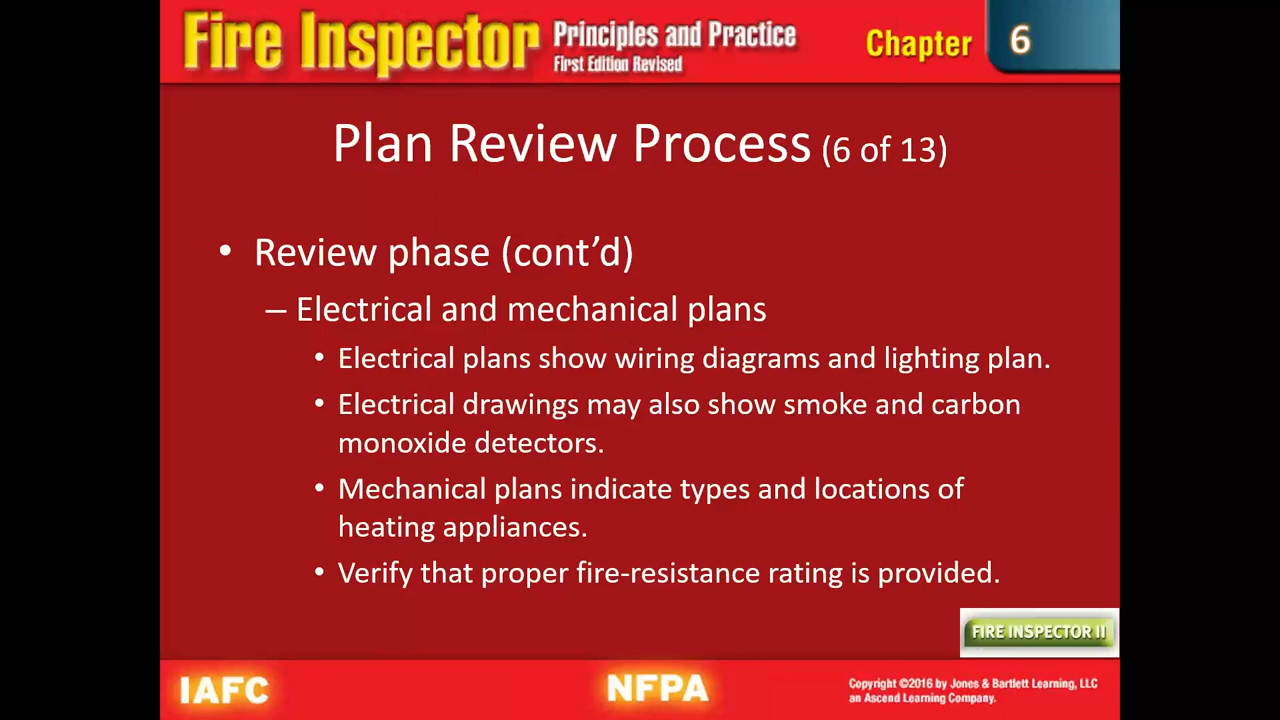 Fire Inspector Principles and Practice
First Edition Revised
Chapter 6
Plan Review Process (6 of 13)
• Review phase (cont’d)
– Electrical and mechanical plans
• Electrical plans show wiring diagrams and lighting plan.
• Electrical drawings may also show smoke and carbon
monoxide detectors.
• Mechanical plans indicate types and locations of
heating appliances.
• Verify that proper fire-resistance rating is provided.
FIRE INSPECTOR II
IAFC
NFPA
Copyright ©2016 by Jones & Bartlett Learning, LLC
an Ascend Learning Company.